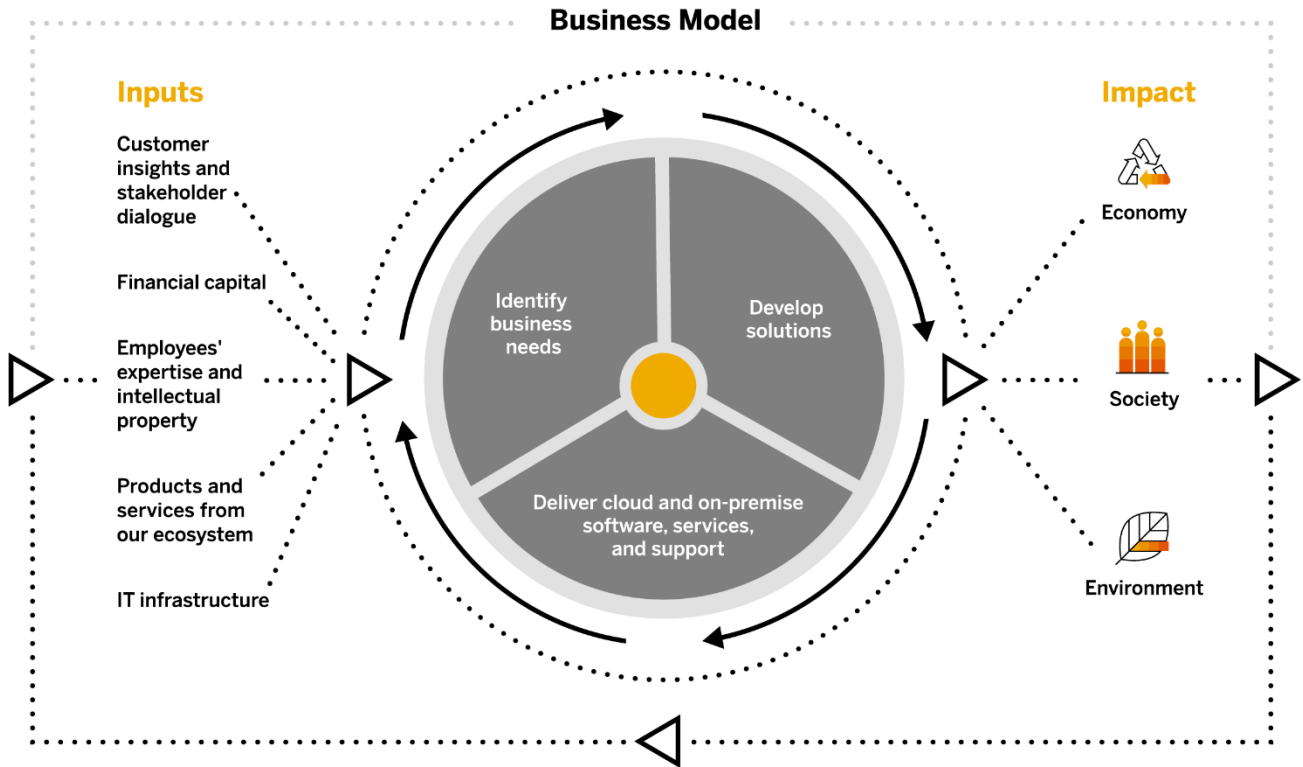 Business Model
Inputs
Customer
insights and
stakeholder
dialogue
Financial capital
Employees'
expertise and
intellectual
property
Products and
services from
our ecosystem
IT infrastructure
Identify
business
needs
Develop
solutions
Deliver cloud and on-premise
software, services,
and support
Impact
Economy
Society
Environment